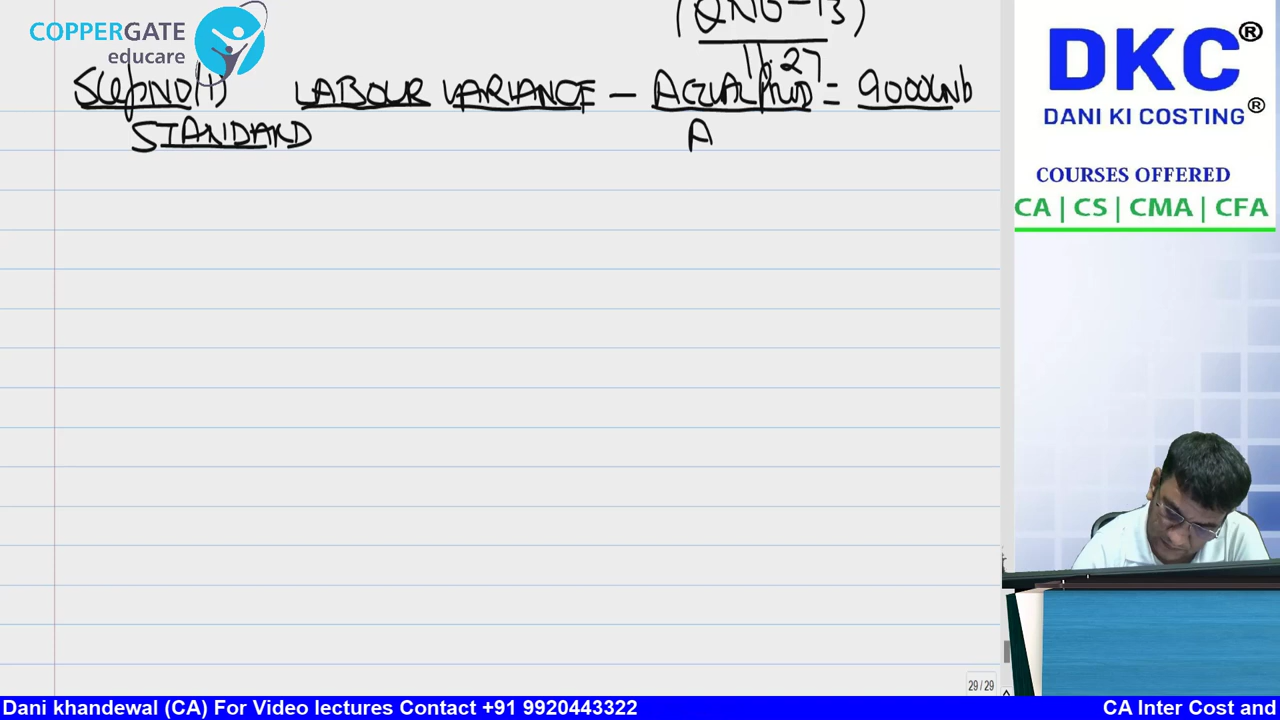 COPPERGATE
educare
(QNO-13)
11.27
Step NO(1) LABOUR VARIANCE - ACTUAL PROD = 9000 Units
STANDARD A
29/29
DKC®
DANI KI COSTING®
COURSES OFFERED
CA | CS | CMA | CFA
Dani khandewal (CA) For Video lectures Contact +91 9920443322
CA Inter Cost and